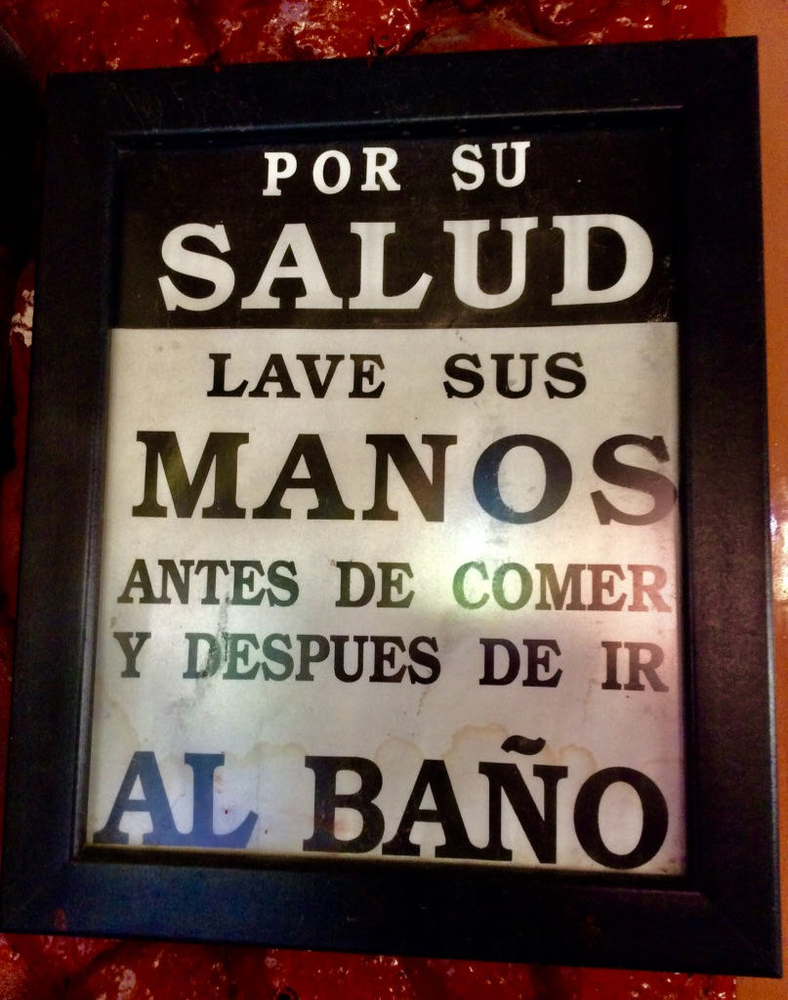 POR SU
SALUD
LAVE SUS
MANOS
ANTES DE COMER
Y DESPUES DE IR
AL BAÑO